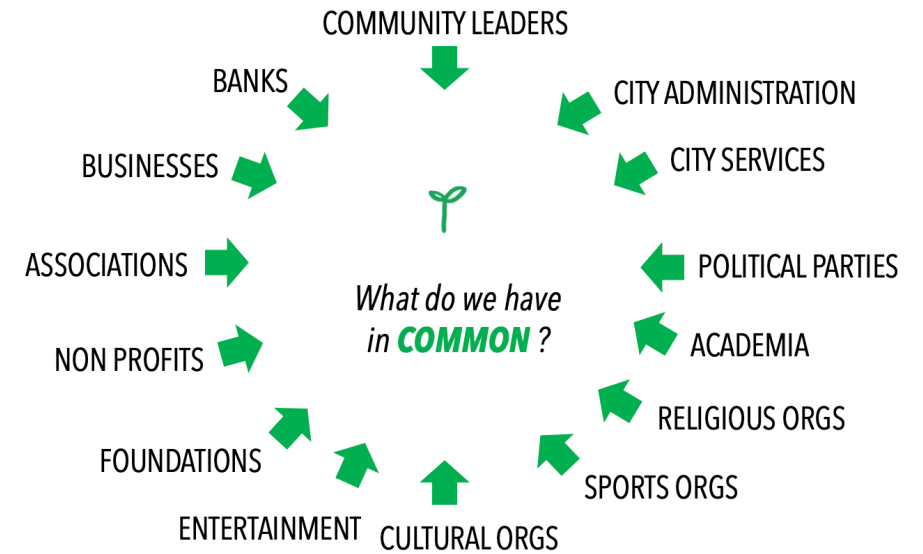 COMMUNITY LEADERS
BANKS
CITY ADMINISTRATION
BUSINESSES
CITY SERVICES
ASSOCIATIONS
POLITICAL PARTIES
What do we have
in COMMON ?
NON PROFITS
ACADEMIA
RELIGIOUS ORGS
FOUNDATIONS
SPORTS ORGS
ENTERTAINMENT
CULTURAL ORGS